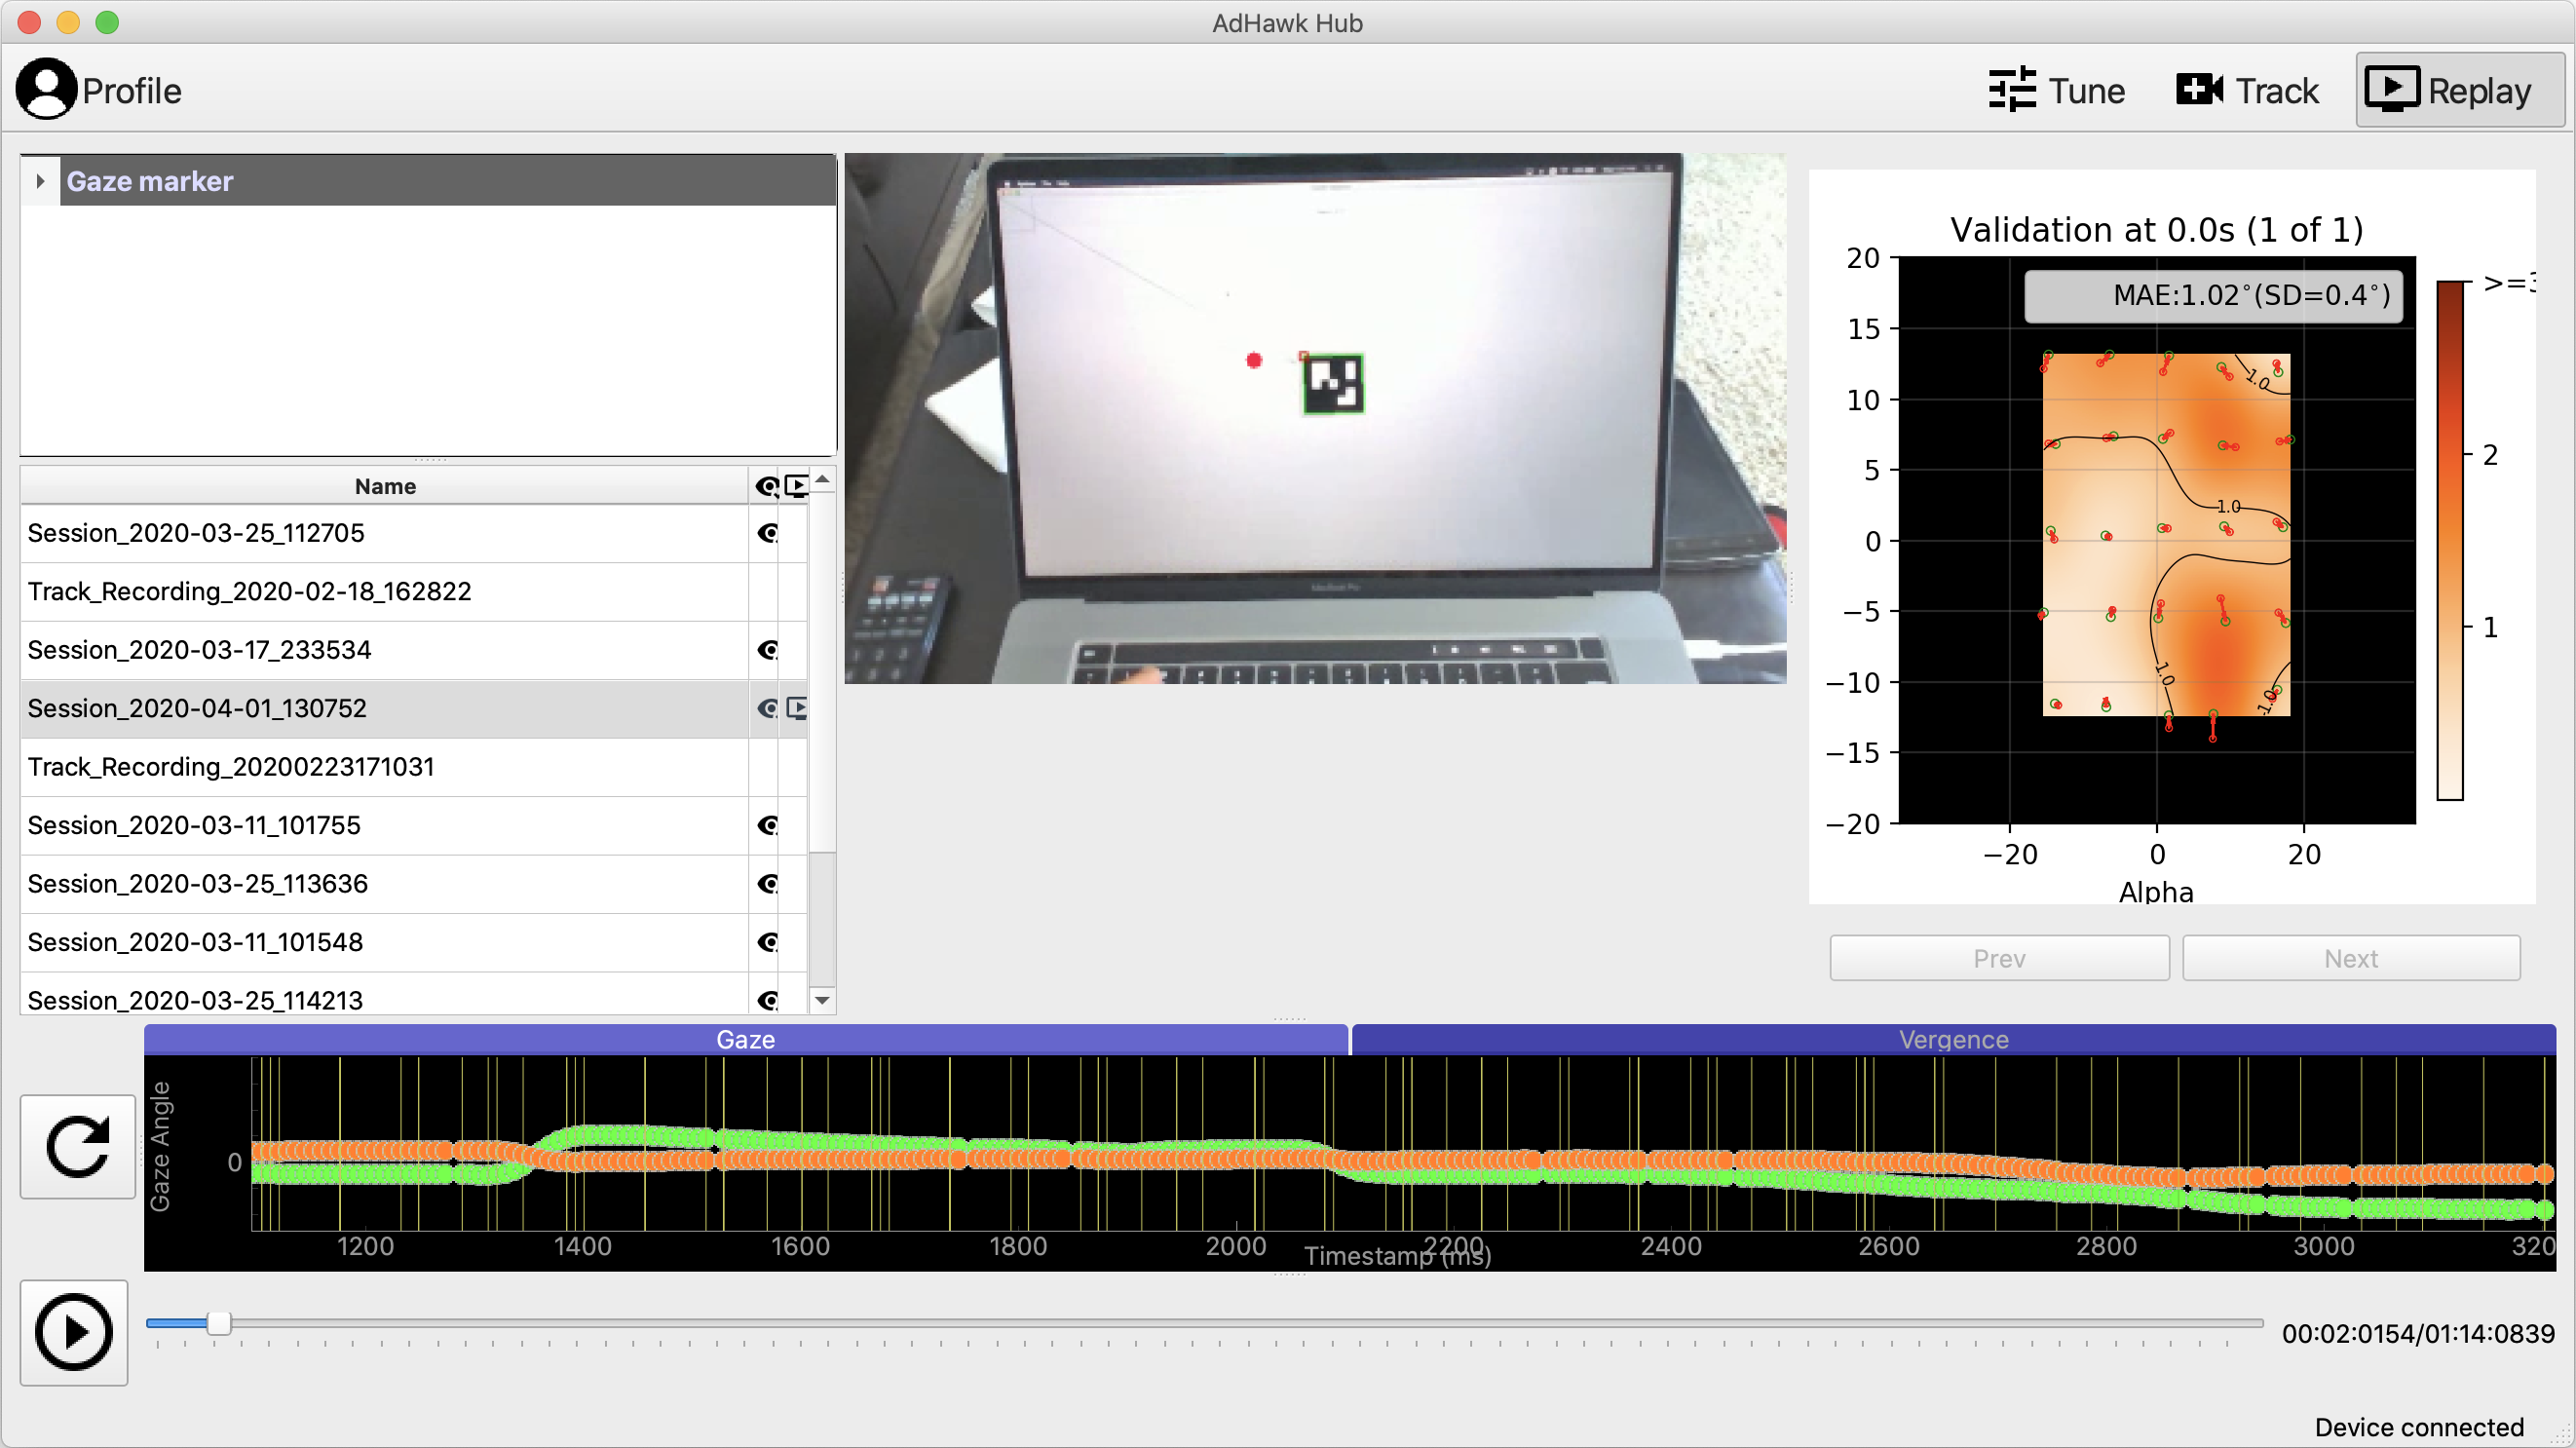 AdHawk Hub
Profile
Tune
Track
Replay
Gaze marker
Name
Session_2020-03-25_112705
Track_Recording_2020-02-18_162822
Session_2020-03-17_233534
Session_2020-04-01_130752
Track_Recording_20200223171031
Session_2020-03-11_101755
Session_2020-03-25_113636
Session_2020-03-11_101548
Session_2020-03-25_114213
MacBook Pro
Validation at 0.0s (1 of 1)
MAE:1.02°(SD=0.4°)
20
15
10
5
0
−5
−10
−15
−20
1.0
1.0
1.0
1.0
−20 0 20
Alpha
>=3
2
1
Prev
Next
Gaze
Vergence
Gaze Angle
0
1200 1400 1600 1800 2000 2200 2400 2600 2800 3000 320
Timestamp (ms)
00:02:0154/01:14:0839
Device connected